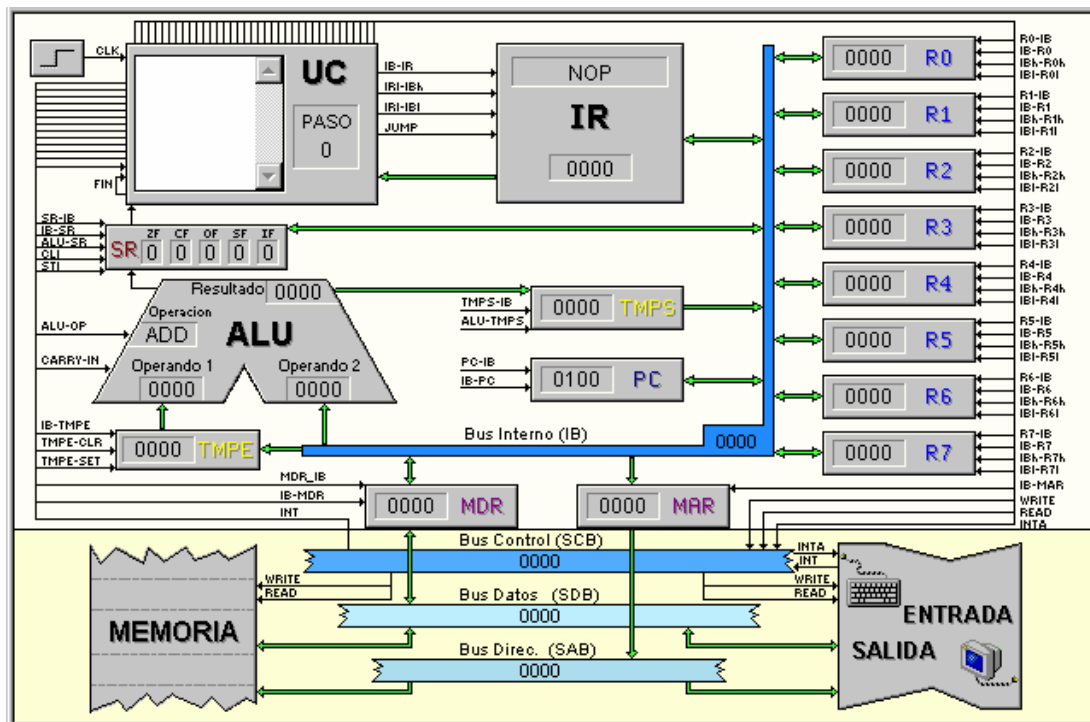 CLK
UC
PASO
0
FIN
IB-IR
IRl-IBh
IRl-IBl
JUMP
NOP
IR
0000
SR-IB
IB-SR
ALU-SR
CLI
STI
SR
ZF CF OF SF IF
0 0 0 0 0
Resultado 0000
Operacion
ADD
ALU
Operando 1
0000
Operando 2
0000
ALU-OP
CARRY-IN
TMPS-IB
ALU-TMPS
0000 TMPS
PC-IB
IB-PC
0100 PC
IB-TMPE
TMPE-CLR
TMPE-SET
0000 TMPE
Bus Interno (IB)
0000
MDR_IB
IB-MDR
INT
0000 MDR
0000 MAR
0000 R0
R0-IB
IB-R0
IBh-R0h
IBl-R0l
0000 R1
R1-IB
IB-R1
IBh-R1h
IBl-R1l
0000 R2
R2-IB
IB-R2
IBh-R2h
IBl-R2l
0000 R3
R3-IB
IB-R3
IBh-R3h
IBl-R3l
0000 R4
R4-IB
IB-R4
IBh-R4h
IBl-R4l
0000 R5
R5-IB
IB-R5
IBh-R5h
IBl-R5l
0000 R6
R6-IB
IB-R6
IBh-R6h
IBl-R6l
0000 R7
R7-IB
IB-R7
IBh-R7h
IBl-R7l
IB-MAR
WRITE
READ
INTA
Bus Control (SCB)
0000
WRITE
READ
INTA
INT
WRITE
READ
Bus Datos (SDB)
0000
Bus Direc. (SAB)
0000
MEMORIA
ENTRADA
SALIDA